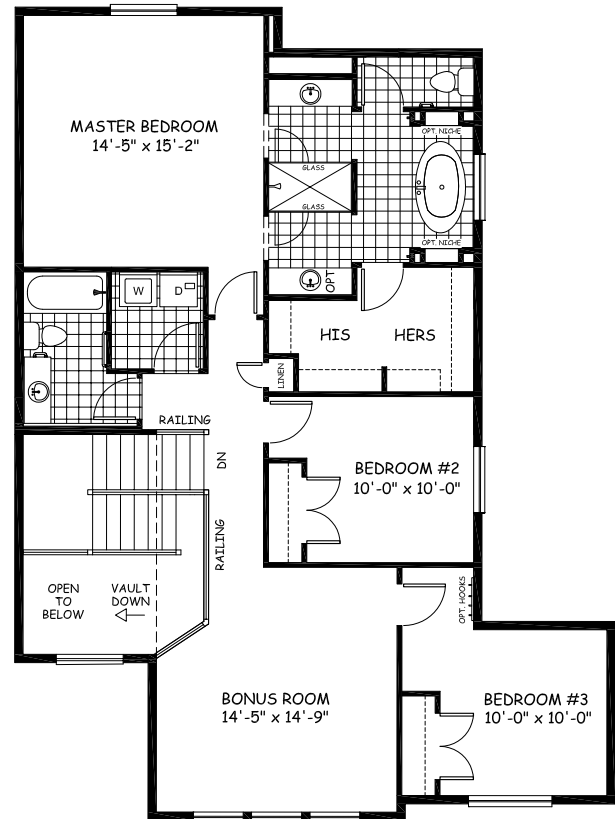 MASTER BEDROOM
14'-5" x 15'-2"
OPT. NICHE
GLASS
GLASS
OPT. NICHE
OPT
W
D
HIS
HERS
LINEN
RAILING
DN
BEDROOM #2
10'-0" x 10'-0"
RAILING
OPEN
TO
BELOW
VAULT
DOWN
OPT. HOOKS
BONUS ROOM
14'-5" x 14'-9"
BEDROOM #3
10'-0" x 10'-0"